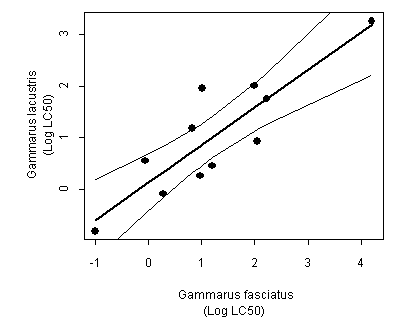 Gammarus lacustris
(Log LC50)
3
2
1
0
-1 0 1 2 3 4
Gammarus fasciatus
(Log LC50)